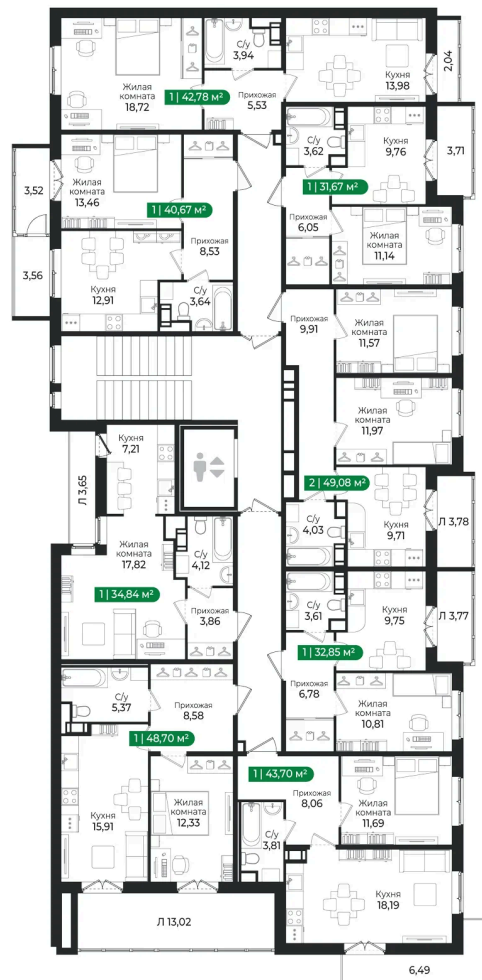 С/у
3,94
Жилая
комната
18,72
1 | 42,78 м²
Прихожая
5,53
Кухня
13,98
2,04
С/у
3,62
9,76
3,71
1 | 31,67 м²
6,05
Жилая
комната
11,14
3,52
Жилая
комната
13,46
1 | 40,67 м²
Прихожая
8,53
3,56
Кухня
12,91
С/у
3,64
Прихожая
9,91
Жилая
комната
11,57
Жилая
комната
11,97
2 | 49,08 м²
С/у
4,03
9,71
Л 3,78
Кухня
7,21
Л 3,65
Жилая
комната
17,82
С/у
4,12
1 | 34,84 м²
3,86
С/у
3,61
9,75
Л 3,77
1 | 32,85 м²
6,78
Жилая
комната
10,81
С/у
5,37
Прихожая
8,58
1 | 48,70 м²
Кухня
15,91
Жилая
комната
12,33
1 | 43,70 м²
Прихожая
8,06
Жилая
комната
11,69
С/у
3,81
Кухня
18,19
Л 13,02
6,49